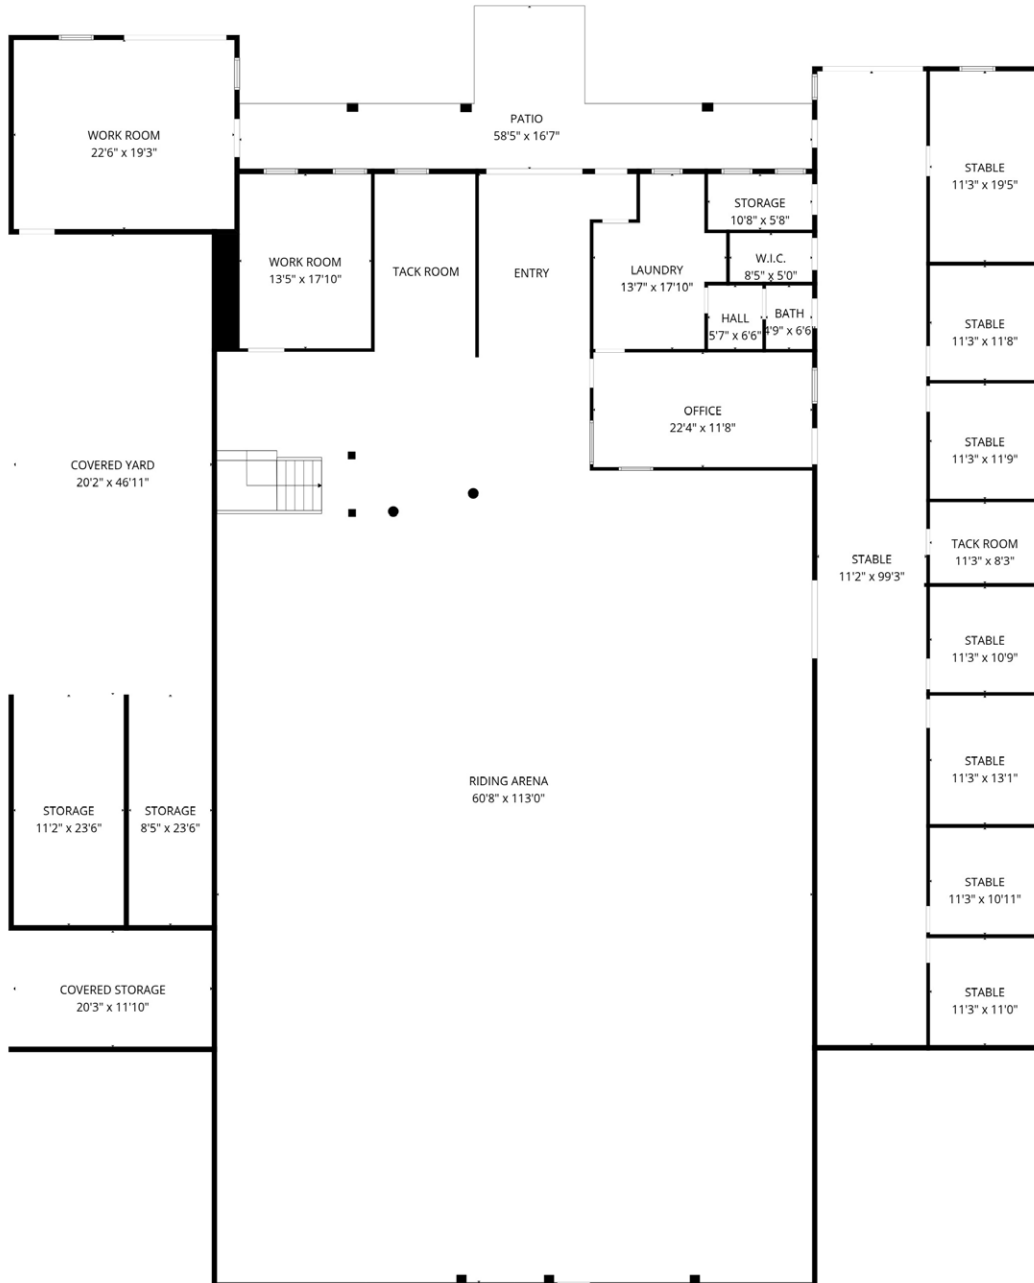 WORK ROOM
22'6" x 19'3"
PATIO
58'5" x 16'7"
STABLE
11'3" x 19'5"
STORAGE
10'8" x 5'8"
WORK ROOM
13'5" x 17'10"
TACK ROOM
ENTRY
LAUNDRY
13'7" x 17'10"
W.I.C.
8'5" x 5'0"
HALL
5'7" x 6'6"
BATH
4'9" x 6'6"
STABLE
11'3" x 11'8"
OFFICE
22'4" x 11'8"
STABLE
11'3" x 11'9"
COVERED YARD
20'2" x 46'11"
TACK ROOM
11'3" x 8'3"
STABLE
11'2" x 99'3"
STABLE
11'3" x 10'9"
STABLE
11'3" x 13'1"
RIDING ARENA
60'8" x 113'0"
STORAGE
11'2" x 23'6"
STORAGE
8'5" x 23'6"
STABLE
11'3" x 10'11"
COVERED STORAGE
20'3" x 11'10"
STABLE
11'3" x 11'0"